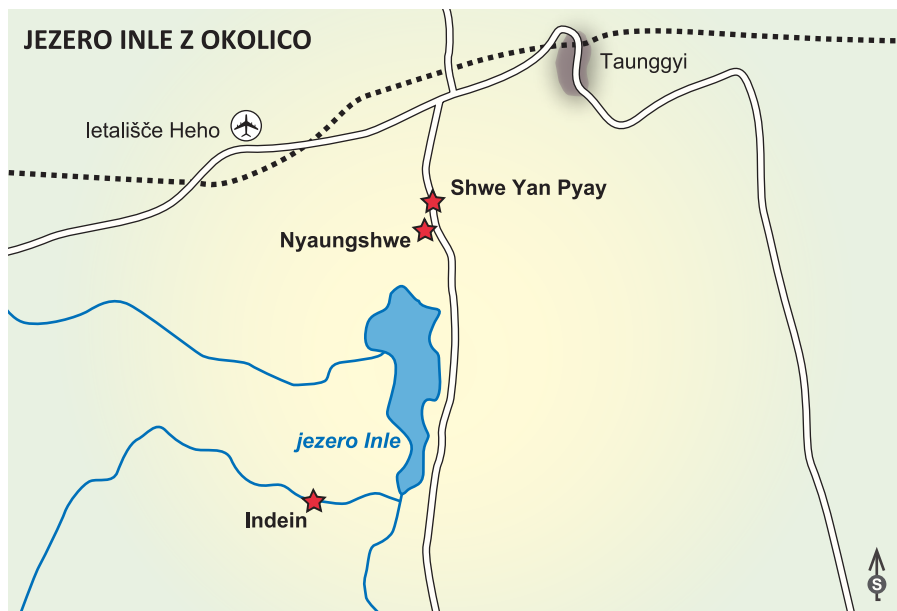 JEZERO INLE Z OKOLICO
Taunggyi
letališče Heho
Shwe Yan Pyay
Nyaungshwe
jezero Inle
Indein
S